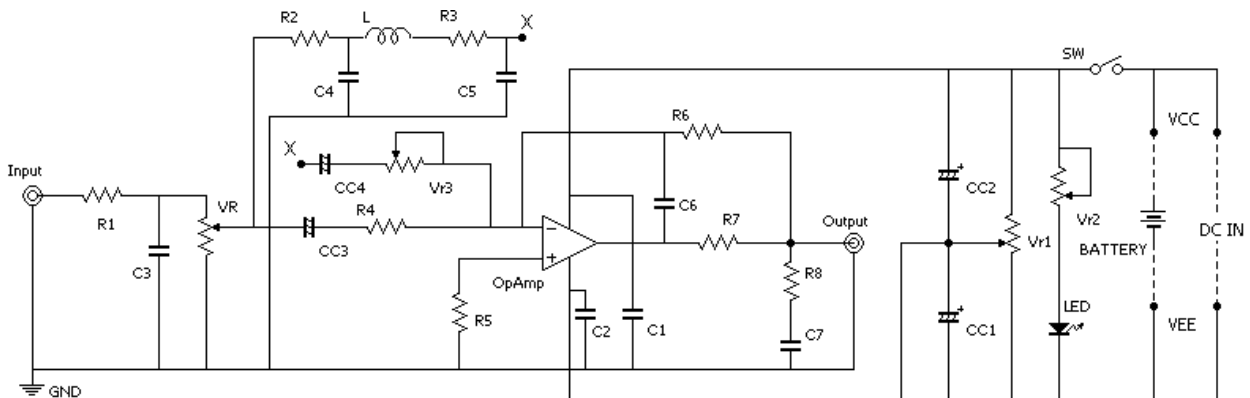 R2
L
R3
X
C4
C5
SW
R6
X
CC4
Vr3
VCC
Input
R1
VR
R4
CC3
C6
R7
Output
CC2
Vr1
Vr2
BATTERY
DC IN
C3
−
+
OpAmp
R5
R8
C2
C1
C7
CC1
LED
VEE
GND
+
+